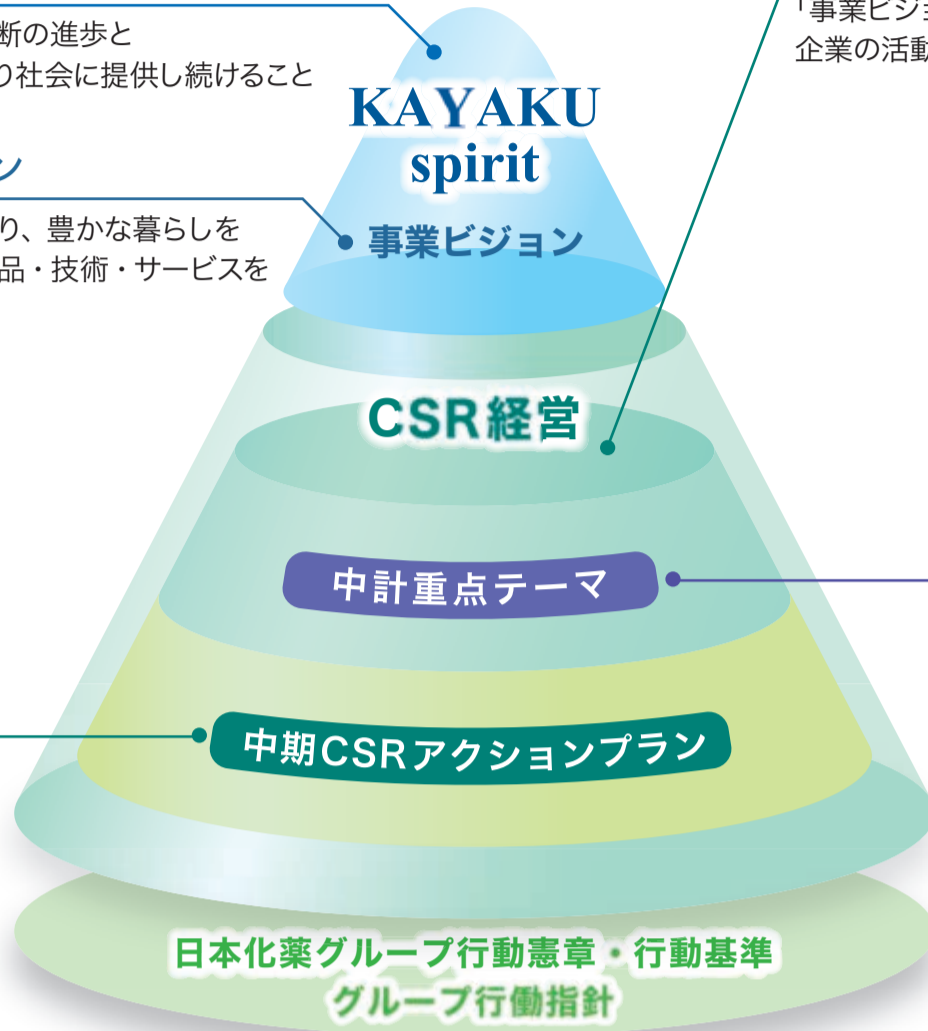 断の進歩と
り社会に提供し続けること
ン
り、豊かな暮らしを
品・技術・サービスを
「事業ビジョ
企業の活動
KAYAKU
spirit
事業ビジョン
CSR経営
中計重点テーマ
中期CSRアクションプラン
日本化薬グループ行動憲章・行動基準
グループ行働指針